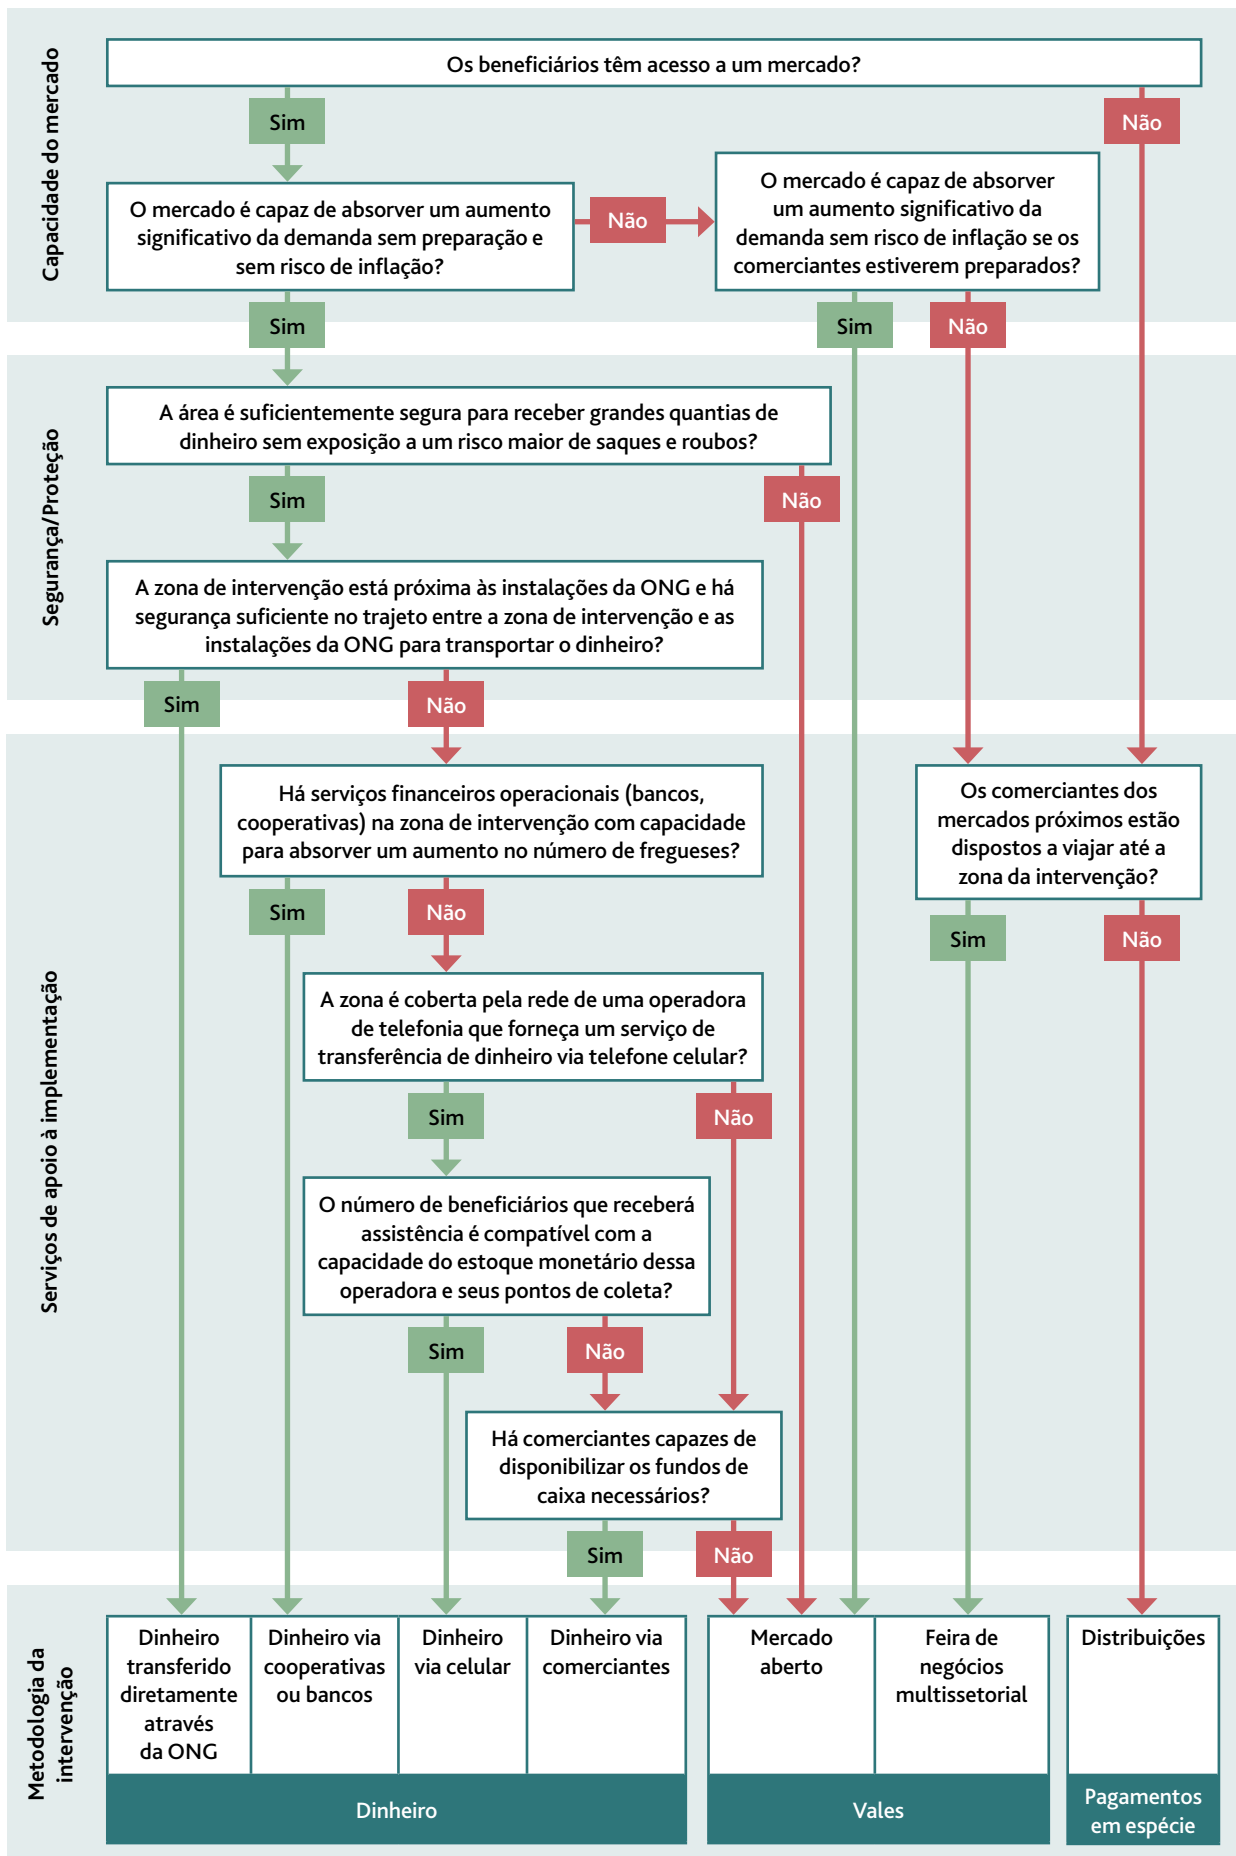 Capacidade do mercado
Os beneficiários têm acesso a um mercado?
Sim
Não
O mercado é capaz de absorver um aumento
significativo da demanda sem preparação e
sem risco de inflação?
Não
O mercado é capaz de absorver
um aumento significativo da
demanda sem risco de inflação se os
comerciantes estiverem preparados?
Sim
Sim
Não
Segurança/Proteção
A área é suficientemente segura para receber grandes quantias de
dinheiro sem exposição a um risco maior de saques e roubos?
Sim
Não
A zona de intervenção está próxima às instalações da ONG e há
segurança suficiente no trajeto entre a zona de intervenção e as
instalações da ONG para transportar o dinheiro?
Sim
Não
Serviços de apoio à implementação
Há serviços financeiros operacionais (bancos,
cooperativas) na zona de intervenção com capacidade
para absorver um aumento no número de fregueses?
Os comerciantes dos
mercados próximos estão
dispostos a viajar até a
zona da intervenção?
Sim
Não
Sim
Não
A zona é coberta pela rede de uma operadora
de telefonia que forneça um serviço de
transferência de dinheiro via telefone celular?
Sim
Não
O número de beneficiários que receberá
assistência é compatível com a
capacidade do estoque monetário dessa
operadora e seus pontos de coleta?
Sim
Não
Há comerciantes capazes de
disponibilizar os fundos de
caixa necessários?
Sim
Não
Metodologia da
intervenção
Dinheiro
transferido
diretamente
através
da ONG
Dinheiro via
cooperativas
ou bancos
Dinheiro
via celular
Dinheiro via
comerciantes
Mercado
aberto
Feira de
negócios
multissetorial
Distribuições
Dinheiro
Vales
Pagamentos
em espécie